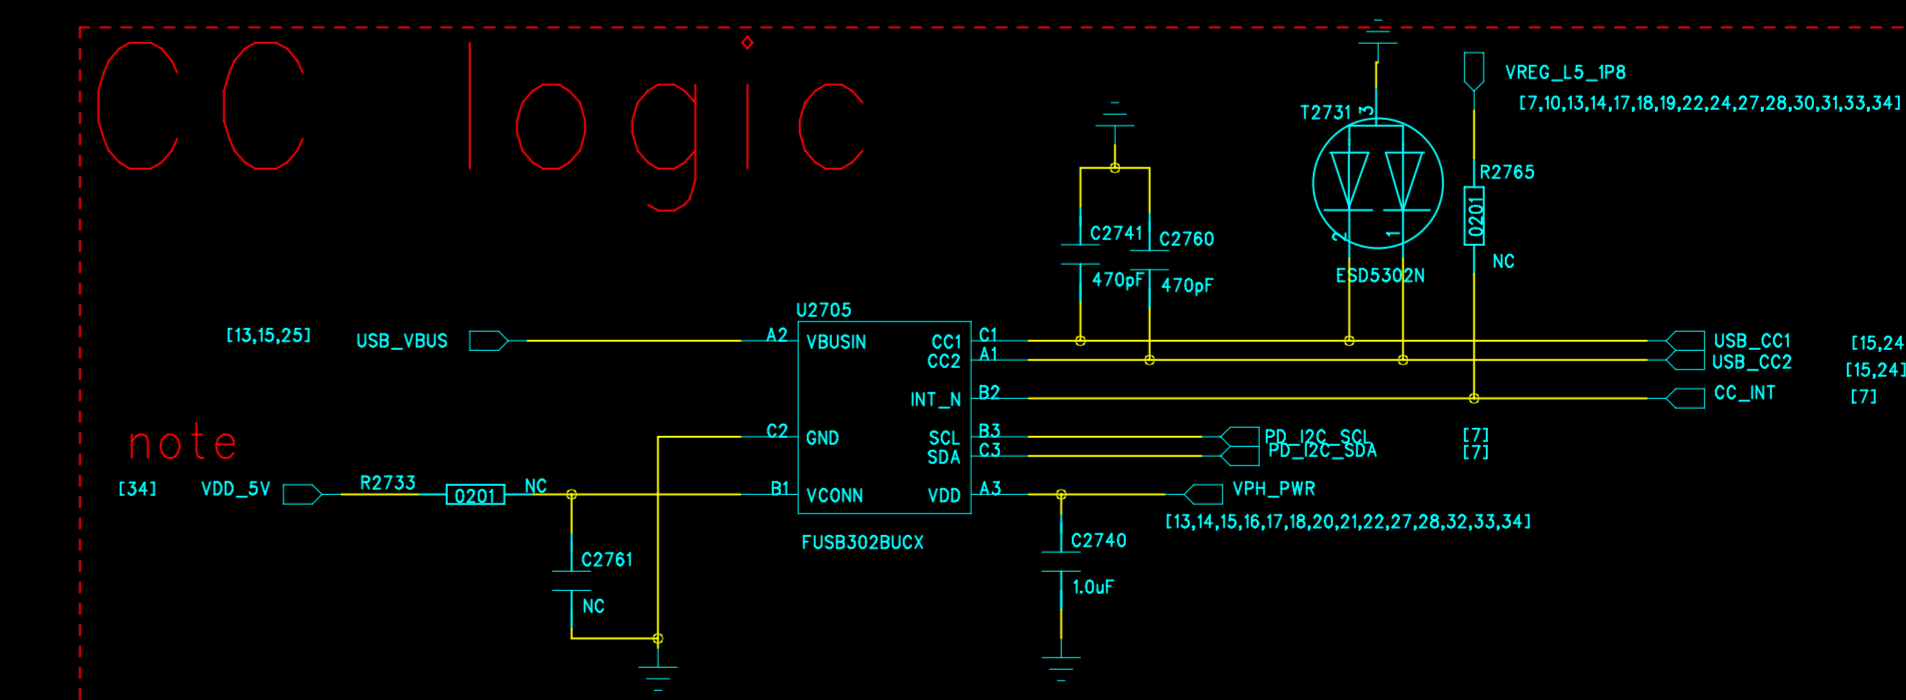 CC logic
VREG_L5_1P8
[7,10,13,14,17,18,19,22,24,27,28,30,31,33,34]
T2731
3
R2765
0201
NC
C2741
470pF
C2760
470pF
2
1
ESD5302N
U2705
[13,15,25]
USB_VBUS
A2
VBUSIN
CC1
C1
USB_CC1
[15,24
CC2
A1
USB_CC2
[15,24]
INT_N
B2
CC_INT
[7]
note
C2
GND
SCL
B3
PD_I2C_SCL
[7]
SDA
C3
PD_I2C_SDA
[7]
[34]
VDD_5V
R2733
0201
NC
B1
VCONN
VDD
A3
VPH_PWR
[13,14,15,16,17,18,20,21,22,27,28,32,33,34]
FUSB302BUCX
C2761
NC
C2740
1.0uF